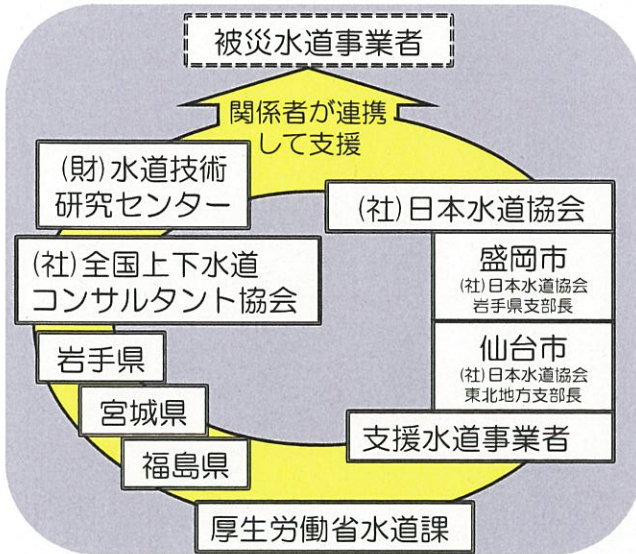 被災水道事業者
関係者が連携
して支援
(財)水道技術
研究センター
(社)日本水道協会
(社)全国上下水道
コンサルタント協会
盛岡市
(社)日本水道協会
岩手県支部長
仙台市
(社)日本水道協会
東北地方支部長
岩手県
宮城県
福島県
支援水道事業者
厚生労働省水道課